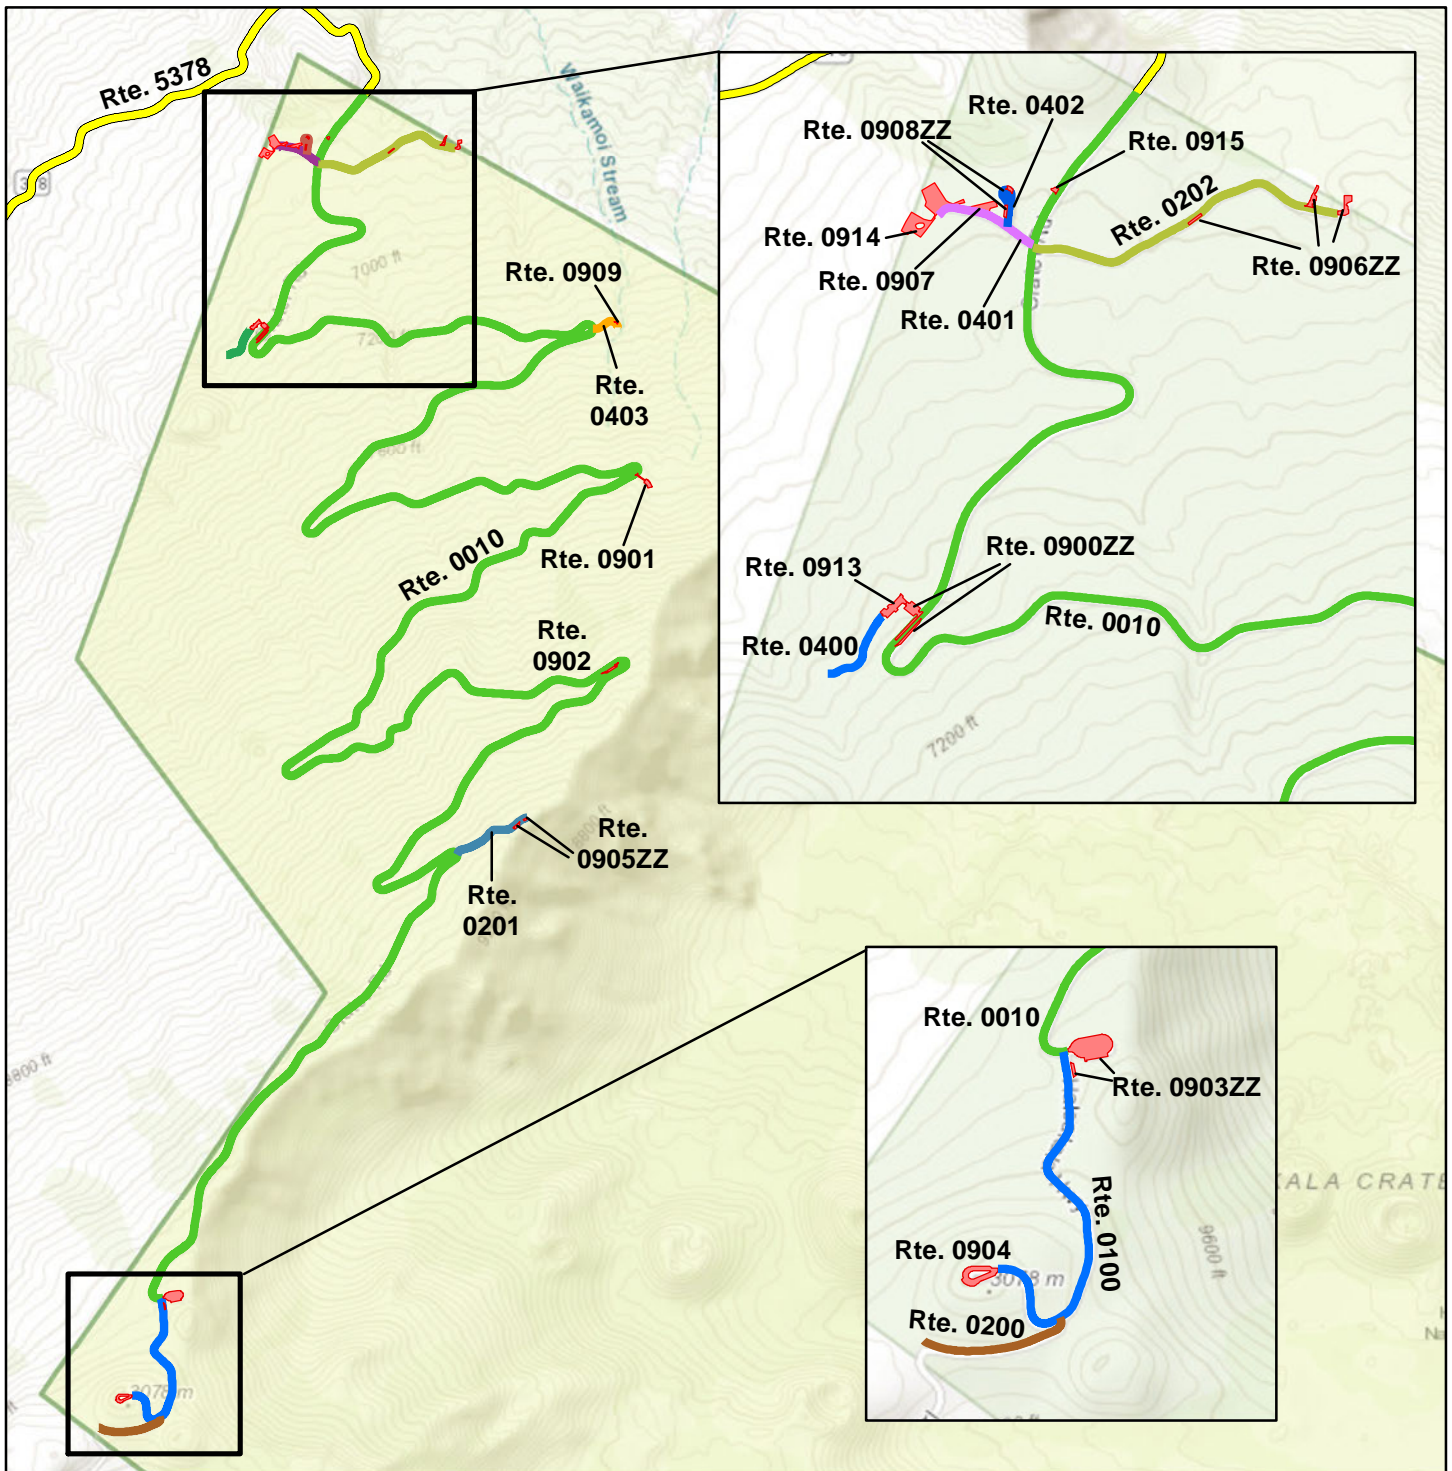 Rte. 5378
Waikamoi Stream
7000 ft
Rte. 0909
Rte.
0403
Rte. 0010
Rte. 0901
Rte.
0902
Rte.
0905ZZ
Rte.
0201
Rte. 0402
Rte. 0908ZZ
Rte. 0915
Rte. 0202
Rte. 0914
Rte. 0907
Rte. 0906ZZ
Rte. 0401
Rte. 0913
Rte. 0900ZZ
Rte. 0400
Rte. 0010
7200 ft
Rte. 0010
Rte. 0903ZZ
Rte. 0100
Rte. 0904
3078 m
Rte. 0200
9600 ft
3078 m